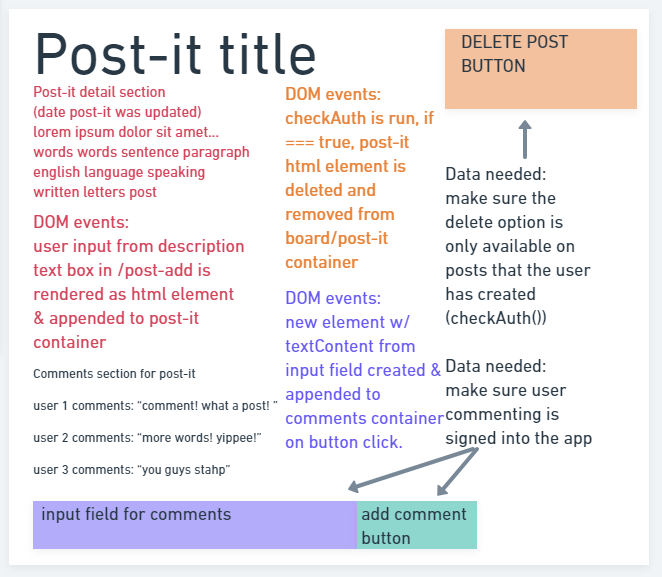 Post-it title
DELETE POST
BUTTON
Post-it detail section
(date post-it was updated)
lorem ipsum dolor sit amet...
words words sentence paragraph
english language speaking
written letters post
DOM events:
user input from description
text box in /post-add is
rendered as html element
& appended to post-it
container
DOM events:
checkAuth is run, if
=== true, post-it
html element is
deleted and
removed from
board/post-it
container
DOM events:
new element w/
textContent from
input field created &
appended to
comments container
on button click.
Data needed:
make sure the
delete option is
only available on
posts that the user
has created
(checkAuth())
Data needed:
make sure user
commenting is
signed into the app
Comments section for post-it
user 1 comments: “comment! what a post! ”
user 2 comments: “more words! yippee!”
user 3 comments: “you guys stahp”
input field for comments
add comment
button